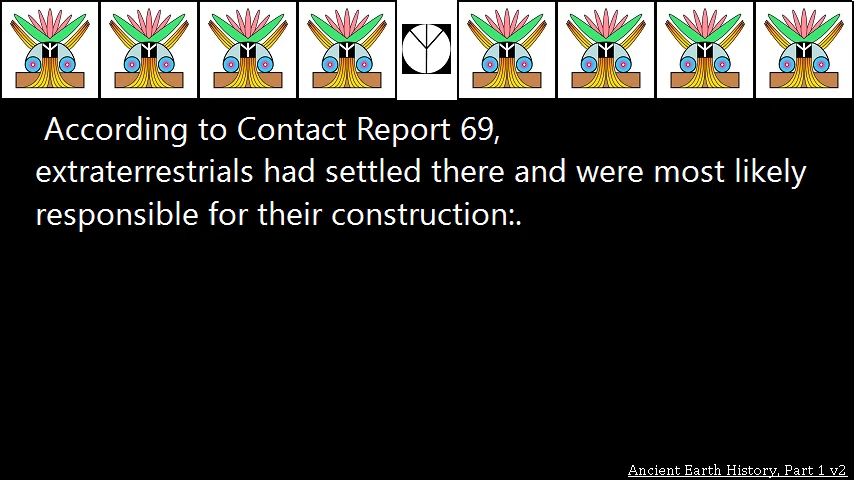 According to Contact Report 69,
extraterrestrials had settled there and were most likely
responsible for their construction:.
Ancient Earth History, Part 1 v2